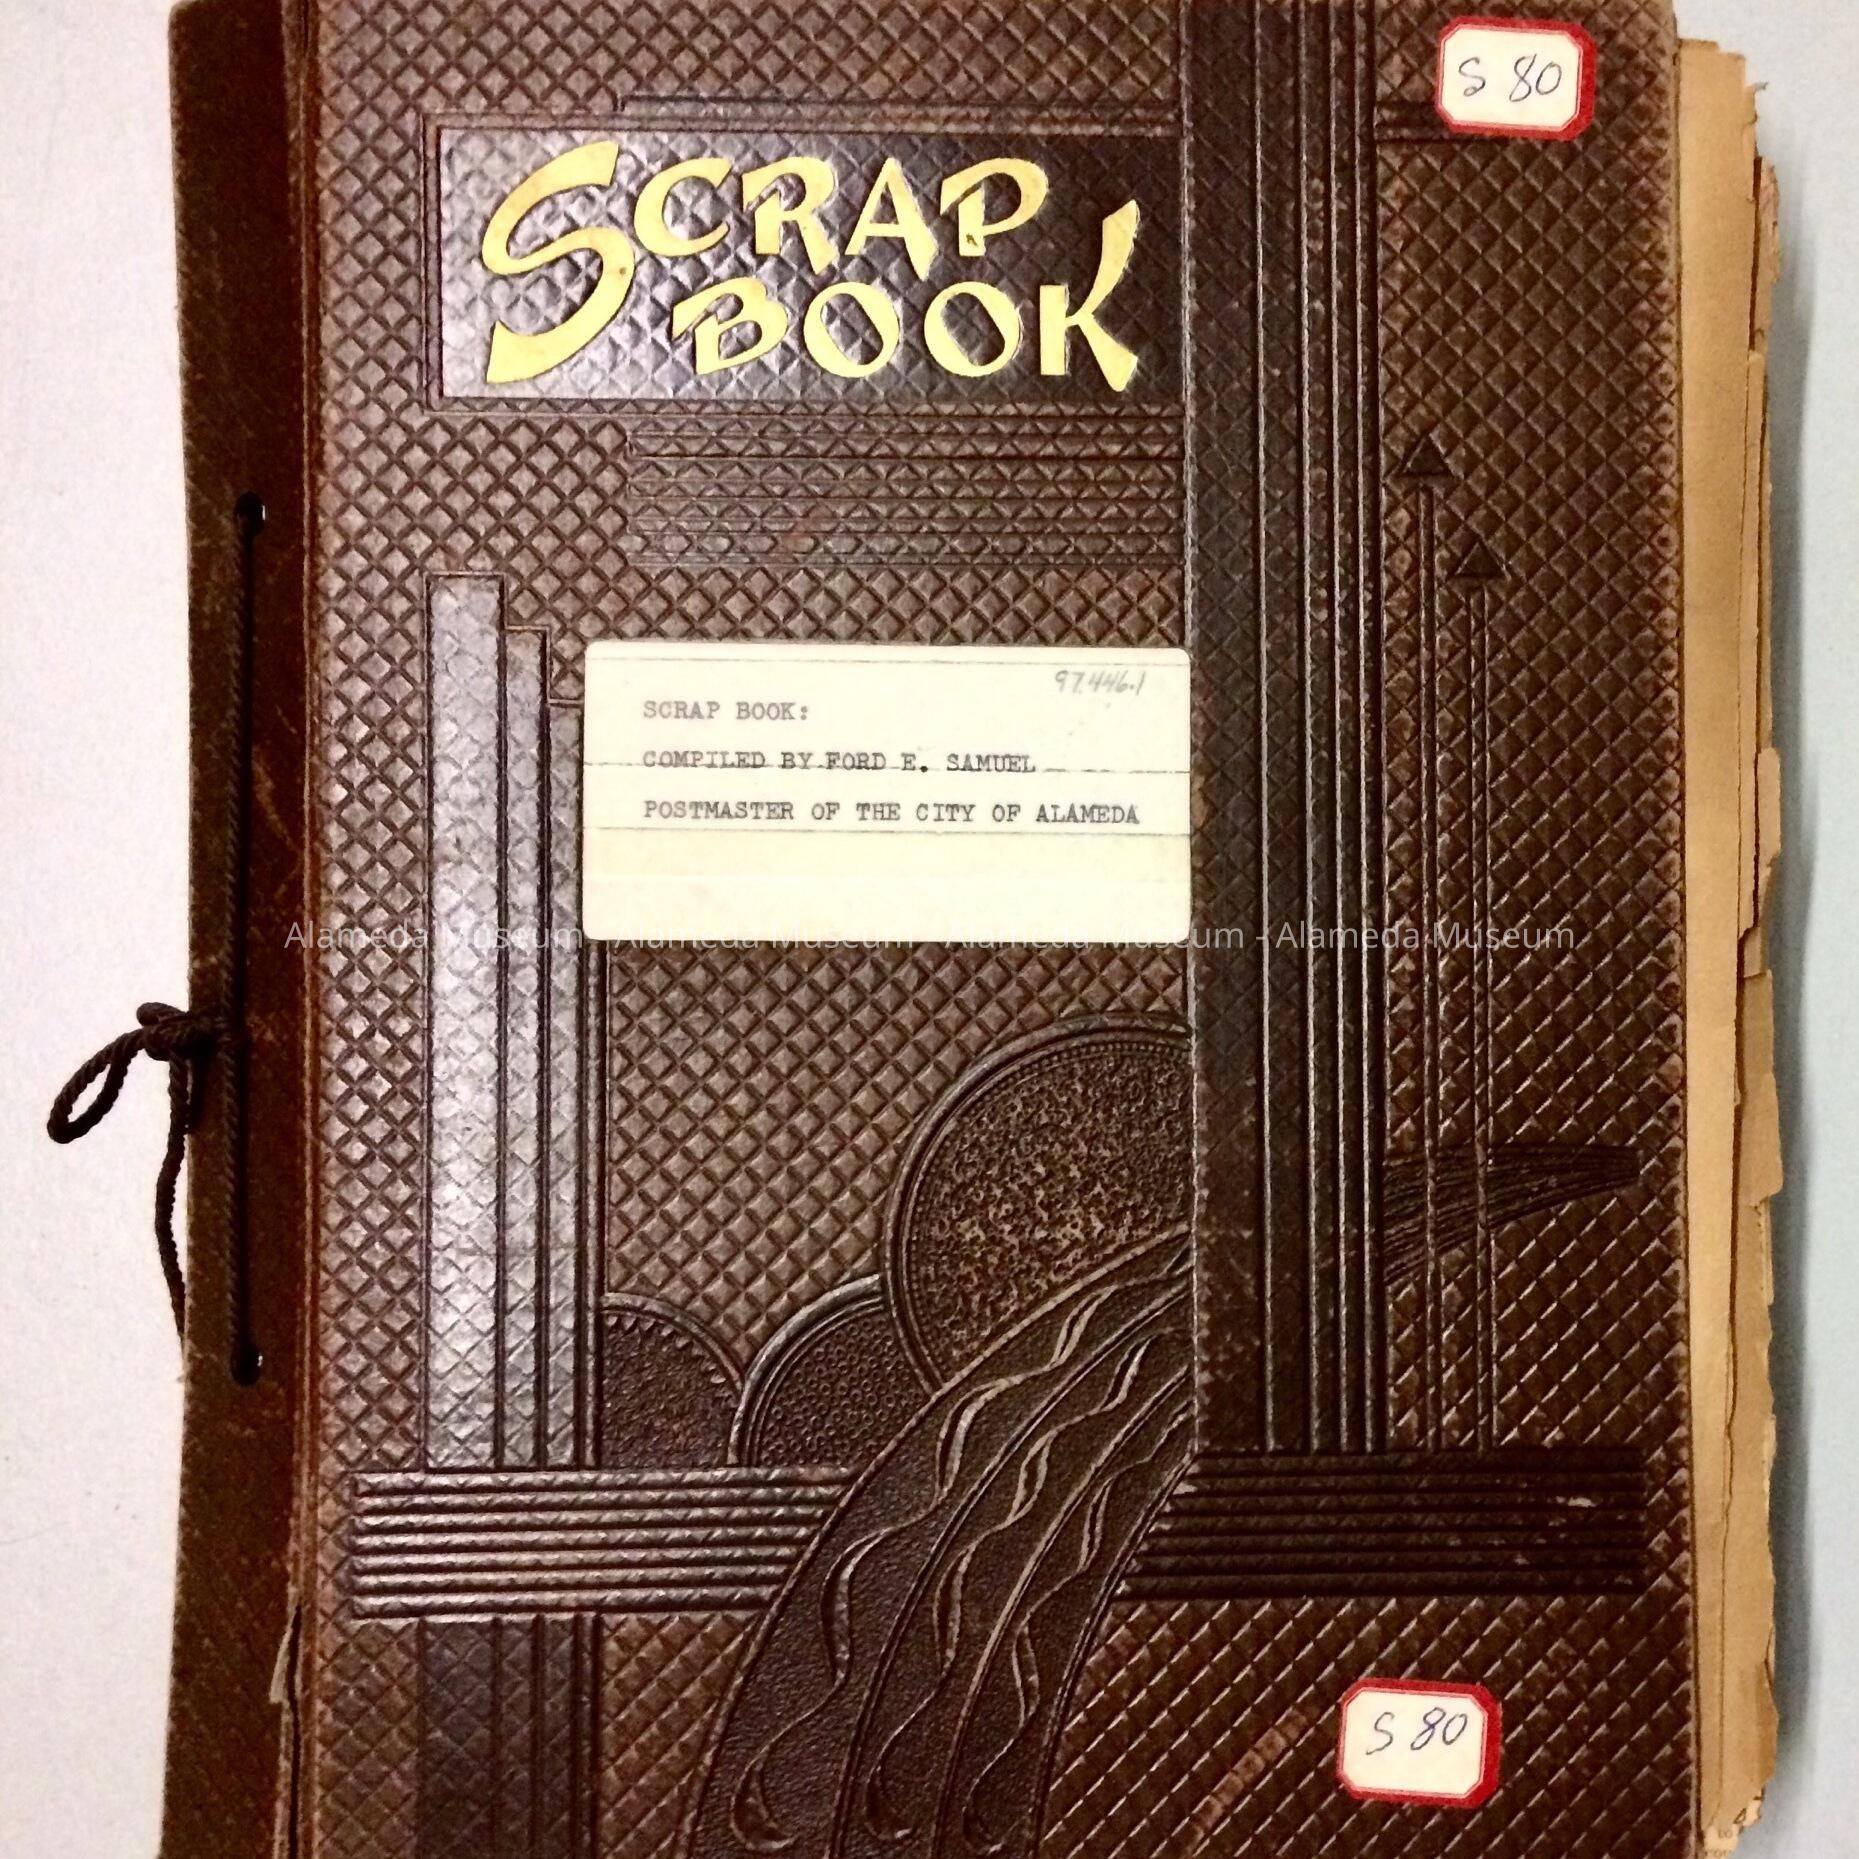 S 80
SCRAP
BOOK
97.446.1
SCRAP BOOK:
COMPILED BY FORD E. SAMUEL
POSTMASTER OF THE CITY OF ALAMEDA
Alameda Museum - Alameda Museum - Alameda Museum - Alameda Museum
S 80